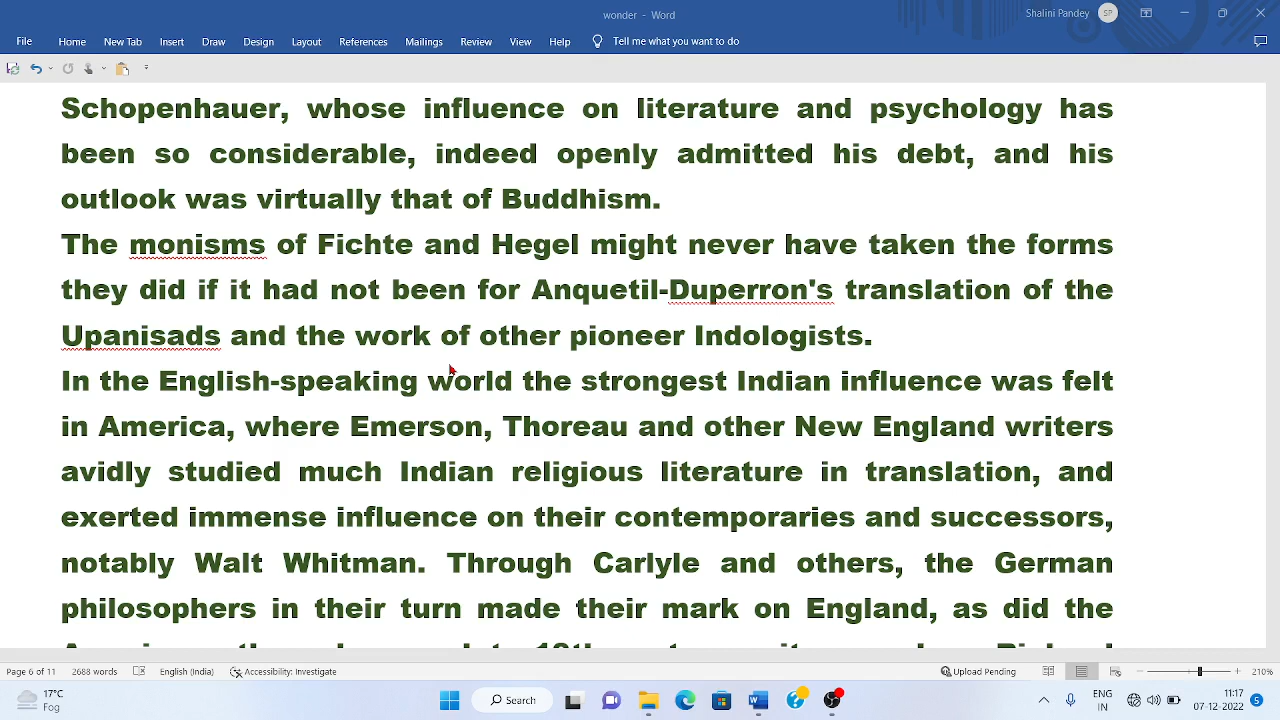 wonder - Word
Shalini Pandey SP
File Home New Tab Insert Draw Design Layout References Mailings Review View Help Tell me what you want to do
Schopenhauer, whose influence on literature and psychology has
been so considerable, indeed openly admitted his debt, and his
outlook was virtually that of Buddhism.
The monisms of Fichte and Hegel might never have taken the forms
they did if it had not been for Anquetil-Duperron's translation of the
Upanisads and the work of other pioneer Indologists.
In the English-speaking world the strongest Indian influence was felt
in America, where Emerson, Thoreau and other New England writers
avidly studied much Indian religious literature in translation, and
exerted immense influence on their contemporaries and successors,
notably Walt Whitman. Through Carlyle and others, the German
philosophers in their turn made their mark on England, as did the
Page 6 of 11 2688 words English (India) Accessibility: Investigate Upload Pending 210%
17°C
Fog
Search
ENG
IN
11:17
07-12-2022
5